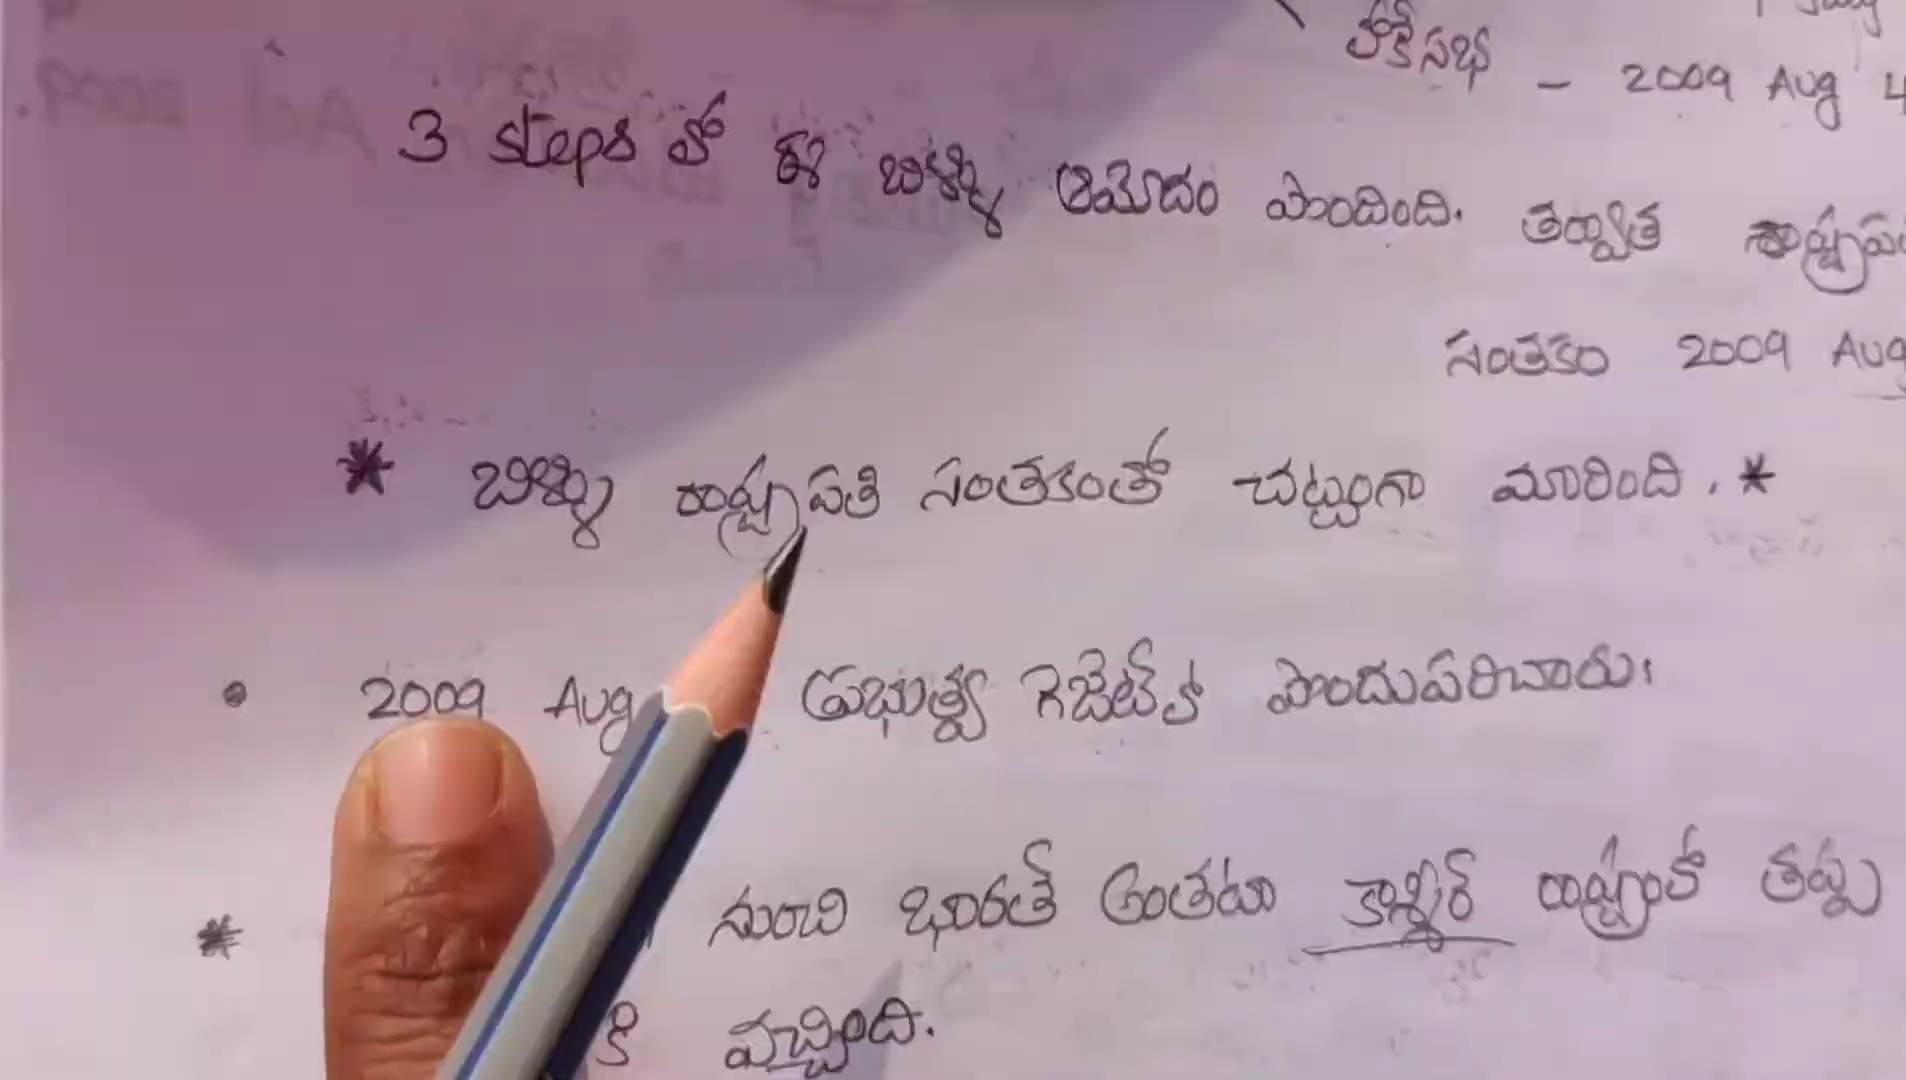 లోక్ సభ - 2009 Aug 4
3 steps లో ఈ బిల్లు ఆమోదం పొందింది. తర్వాత రాష్ట్రప
సంతకం 2009 Aug
* బిల్లు రాష్ట్రపతి సంతకంతో చట్టంగా మారింది. *
• 2009 Aug ప్రభుత్వ గెజిట్‌లో పొందుపరిచారు.
* నుంచి భారత్ అంతటా కాశ్మీర్ రాష్ట్రంలో తప్ప
కి వచ్చింది.